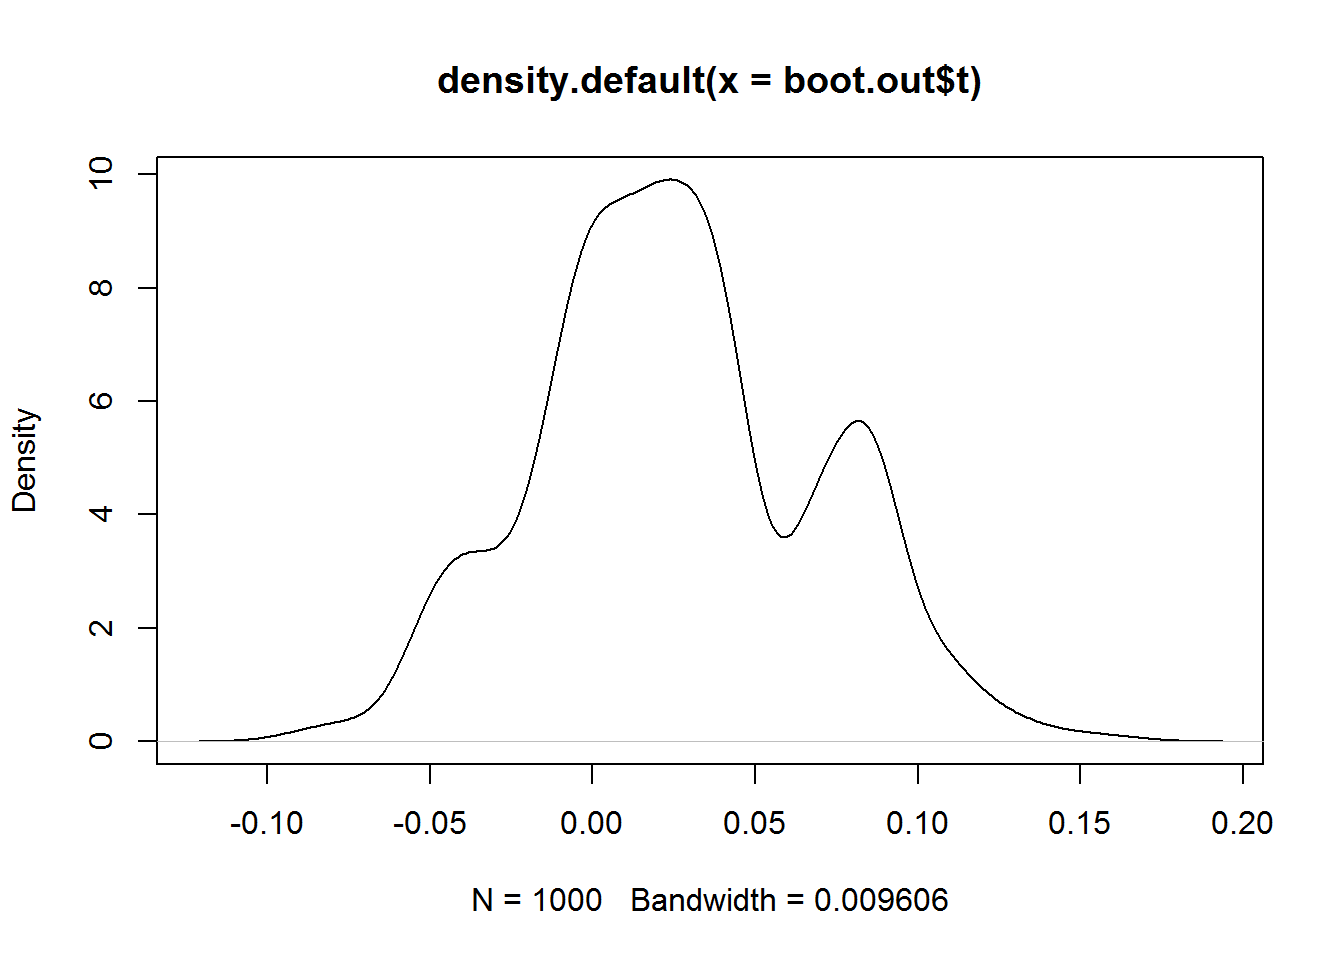 density.default(x = boot.out$t)
Density
10
8
6
4
2
0
-0.10 -0.05 0.00 0.05 0.10 0.15 0.20
N = 1000 Bandwidth = 0.009606